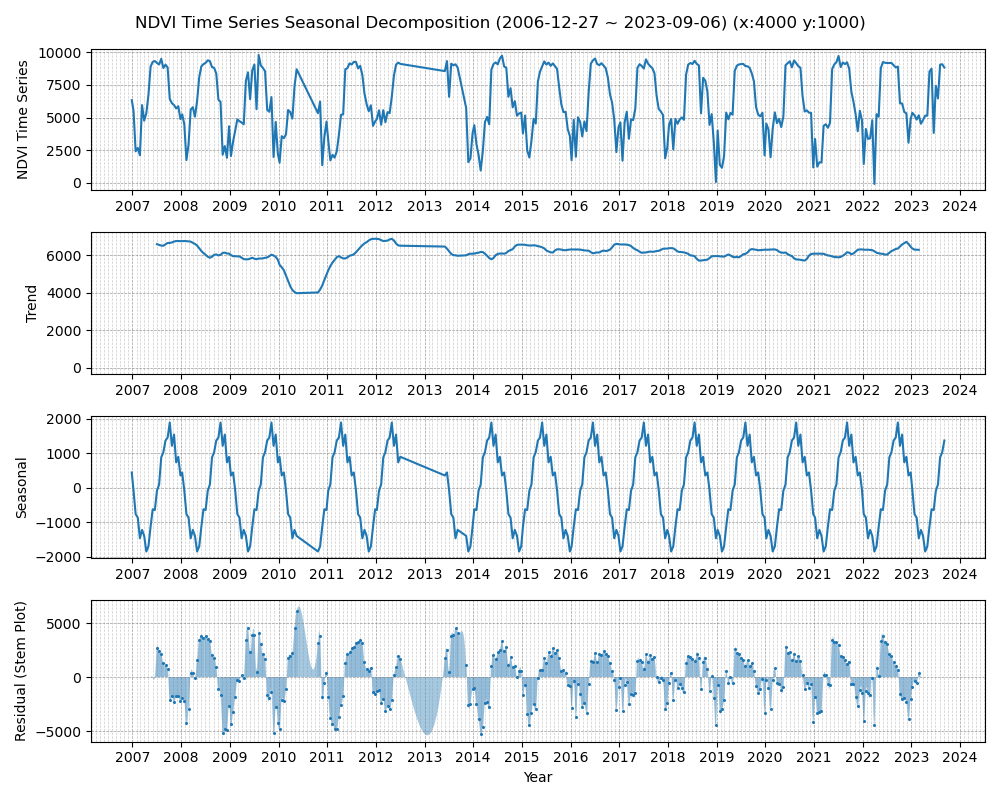 NDVI Time Series Seasonal Decomposition (2006-12-27 ~ 2023-09-06) (x:4000 y:1000)
NDVI Time Series
10000
7500
5000
2500
0
2007 2008 2009 2010 2011 2012 2013 2014 2015 2016 2017 2018 2019 2020 2021 2022 2023 2024
Trend
6000
4000
2000
0
2007 2008 2009 2010 2011 2012 2013 2014 2015 2016 2017 2018 2019 2020 2021 2022 2023 2024
Seasonal
2000
1000
0
−1000
−2000
2007 2008 2009 2010 2011 2012 2013 2014 2015 2016 2017 2018 2019 2020 2021 2022 2023 2024
Residual (Stem Plot)
5000
0
−5000
2007 2008 2009 2010 2011 2012 2013 2014 2015 2016 2017 2018 2019 2020 2021 2022 2023 2024
Year